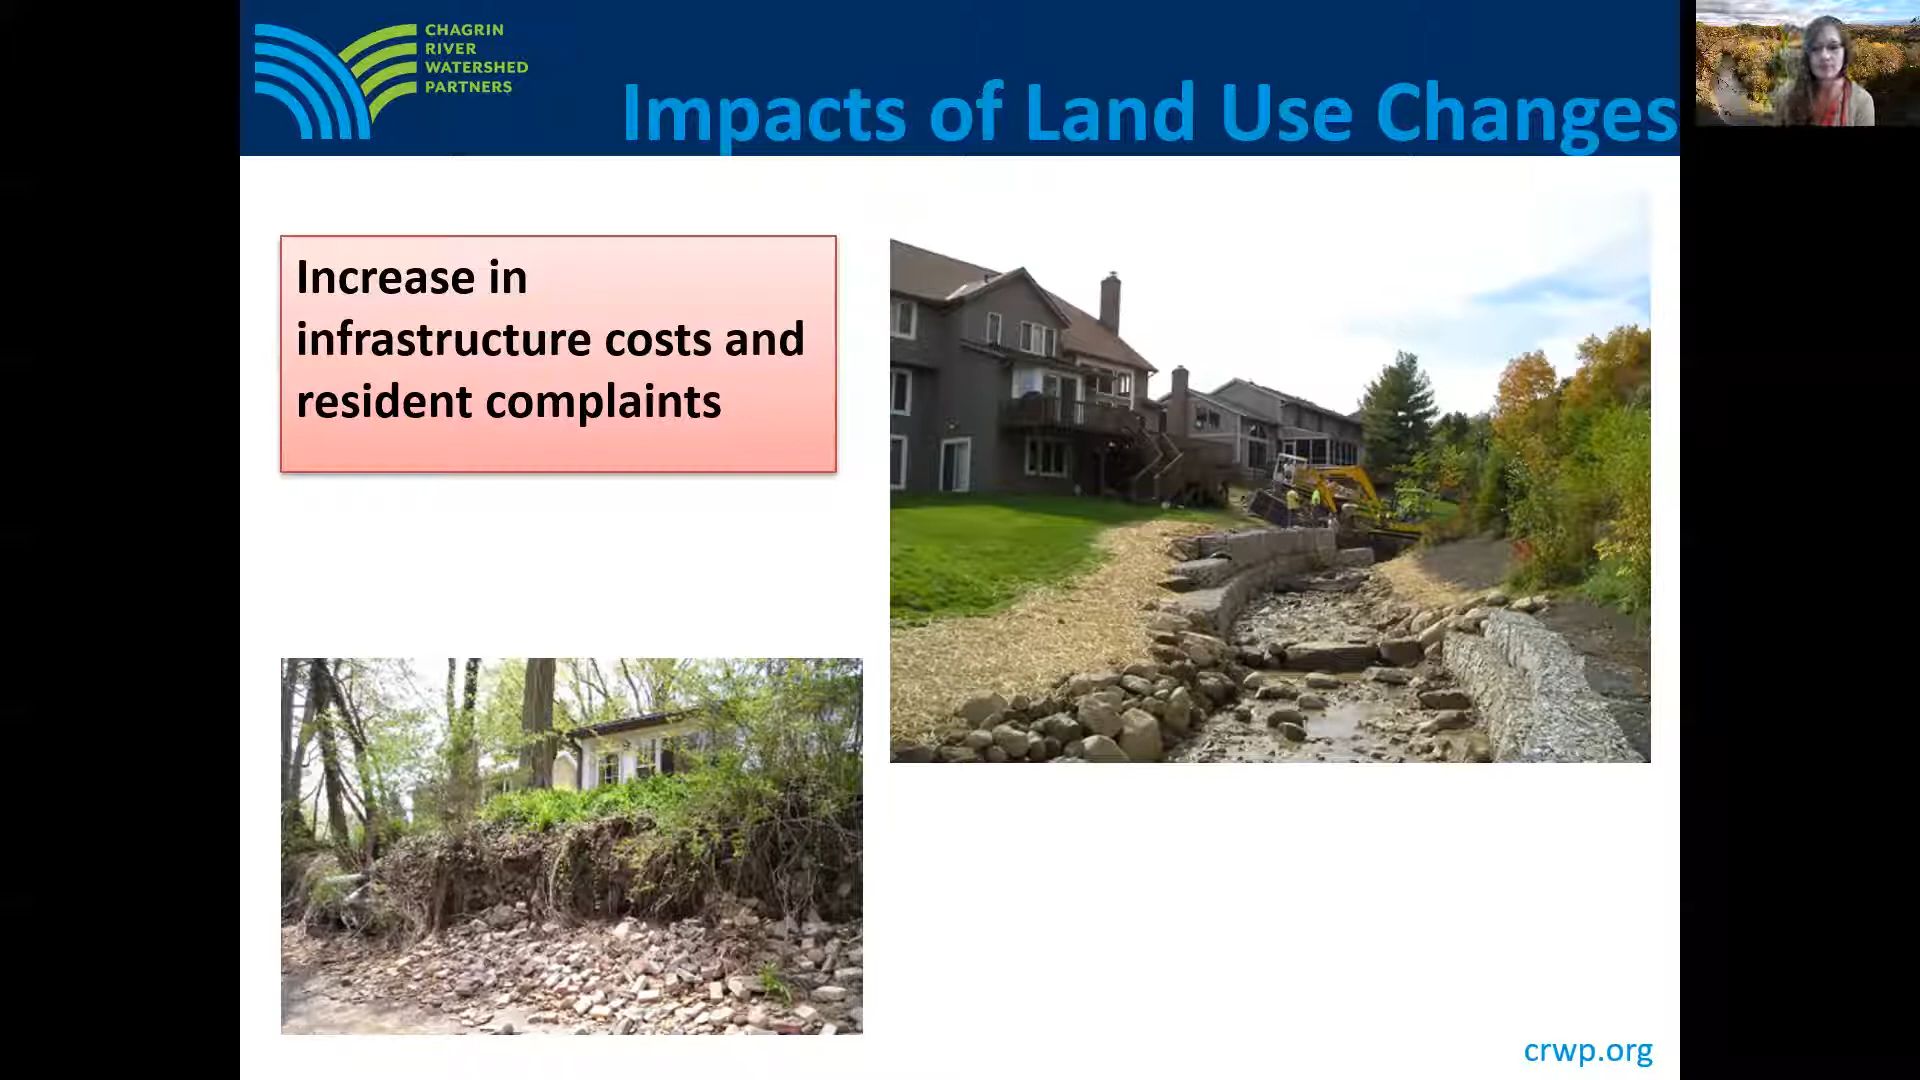 CHAGRIN
RIVER
WATERSHED
PARTNERS
Impacts of Land Use Changes
Increase in
infrastructure costs and
resident complaints
crwp.org